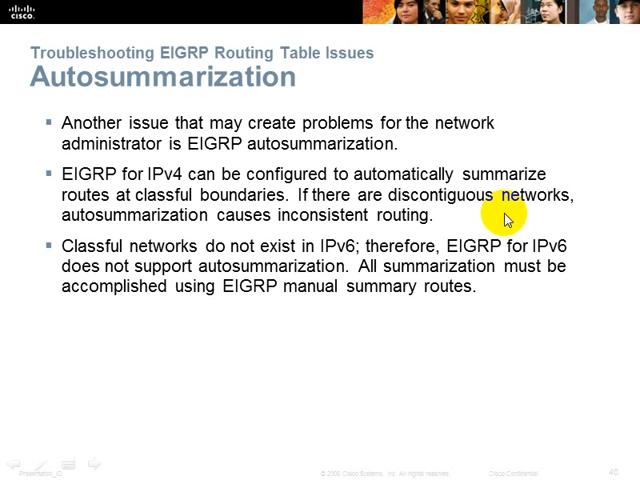 CISCO
Troubleshooting EIGRP Routing Table Issues
Autosummarization
▪ Another issue that may create problems for the network
administrator is EIGRP autosummarization.
▪ EIGRP for IPv4 can be configured to automatically summarize
routes at classful boundaries. If there are discontiguous networks,
autosummarization causes inconsistent routing.
▪ Classful networks do not exist in IPv6; therefore, EIGRP for IPv6
does not support autosummarization. All summarization must be
accomplished using EIGRP manual summary routes.
Presentation_ID © 2008 Cisco Systems, Inc. All rights reserved. Cisco Confidential